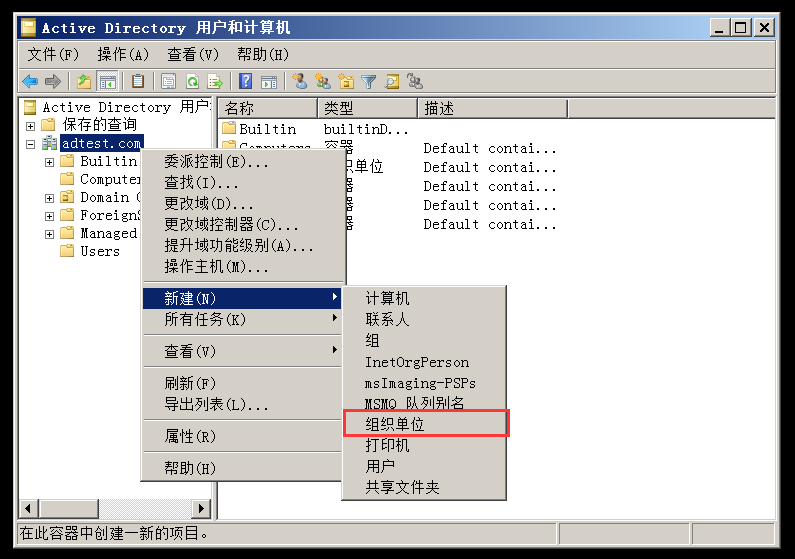 Active Directory 用户和计算机
文件(F) 操作(A) 查看(V) 帮助(H)
Active Directory 用户
保存的查询
adtest.com
Builtin
Computer
Domain
Foreign
Managed
Users
名称 类型 描述
Builtin builtinD...
Computers 容器 Default contai...
织单位
器 Default contai...
器 Default contai...
器 Default contai...
委派控制(E)...
查找(I)...
更改域(D)...
更改域控制器(C)...
提升域功能级别(A)...
操作主机(M)...
新建(N)
所有任务(K)
查看(V)
刷新(F)
导出列表(L)...
属性(R)
帮助(H)
计算机
联系人
组
InetOrgPerson
msImaging-PSPs
MSMQ 队列别名
组织单位
打印机
用户
共享文件夹
在此容器中创建一新的项目。